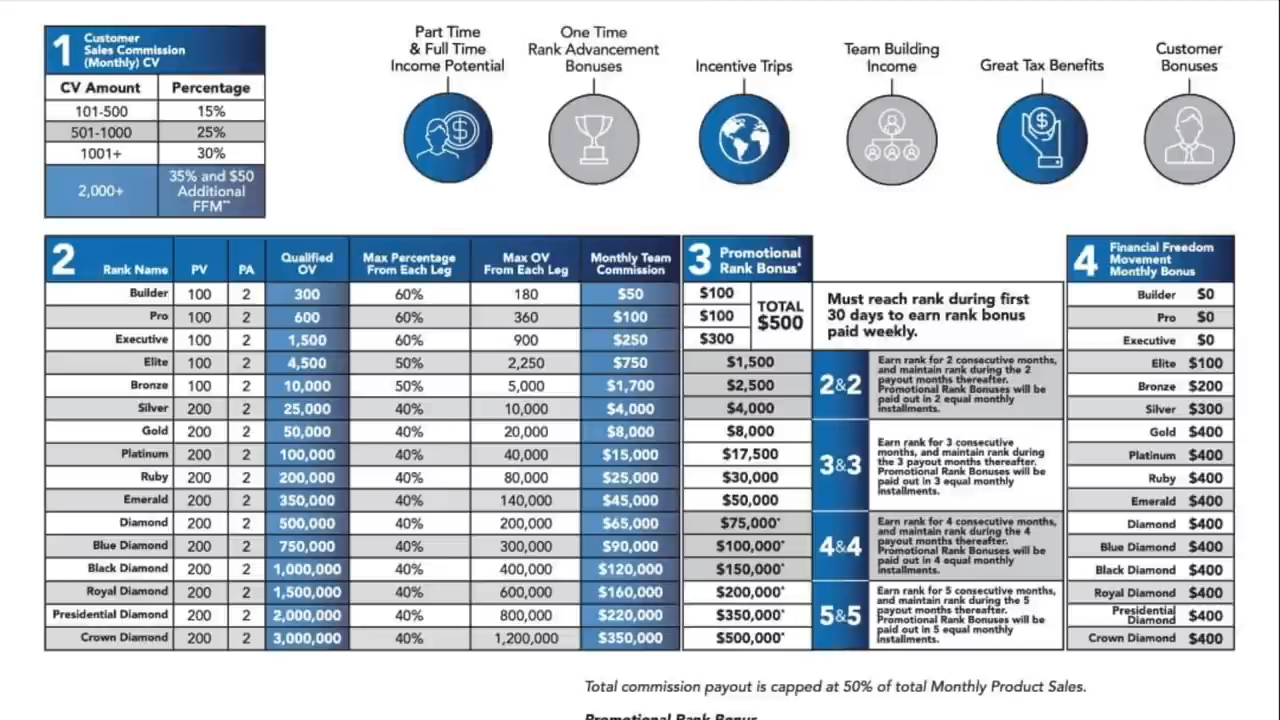 1 Customer
Sales Commission
(Monthly) CV
CV Amount Percentage
101-500 15%
501-1000 25%
1001+ 30%
2,000+ 35% and $50
Additional
FFM**
Part Time
& Full Time
Income Potential
One Time
Rank Advancement
Bonuses
Incentive Trips
Team Building
Income
Great Tax Benefits
Customer
Bonuses
$
$
2 Rank Name PV PA Qualified
OV Max Percentage
From Each Leg Max OV
From Each Leg Monthly Team
Commission
Builder 100 2 300 60% 180 $50
Pro 100 2 600 60% 360 $100
Executive 100 2 1,500 60% 900 $250
Elite 100 2 4,500 50% 2,250 $750
Bronze 100 2 10,000 50% 5,000 $1,700
Silver 200 2 25,000 40% 10,000 $4,000
Gold 200 2 50,000 40% 20,000 $8,000
Platinum 200 2 100,000 40% 40,000 $15,000
Ruby 200 2 200,000 40% 80,000 $25,000
Emerald 200 2 350,000 40% 140,000 $45,000
Diamond 200 2 500,000 40% 200,000 $65,000
Blue Diamond 200 2 750,000 40% 300,000 $90,000
Black Diamond 200 2 1,000,000 40% 400,000 $120,000
Royal Diamond 200 2 1,500,000 40% 600,000 $160,000
Presidential Diamond 200 2 2,000,000 40% 800,000 $220,000
Crown Diamond 200 2 3,000,000 40% 1,200,000 $350,000
3 Promotional
Rank Bonus*
$100
$100
$300
TOTAL
$500
Must reach rank during first
30 days to earn rank bonus
paid weekly.
$1,500
$2,500
$4,000
2&2
Earn rank for 2 consecutive months,
and maintain rank during the 2
payout months thereafter.
Promotional Rank Bonuses will be
paid out in 2 equal monthly
installments.
$8,000
$17,500
$30,000
$50,000
3&3
Earn rank for 3 consecutive
months, and maintain rank during
the 3 payout months thereafter.
Promotional Rank Bonuses will be
paid out in 3 equal monthly
installments.
$75,000*
$100,000*
$150,000*
4&4
Earn rank for 4 consecutive months,
and maintain rank during the 4
payout months thereafter.
Promotional Rank Bonuses will be
paid out in 4 equal monthly
installments.
$200,000*
$350,000*
$500,000*
5&5
Earn rank for 5 consecutive months,
and maintain rank during the 5
payout months thereafter.
Promotional Rank Bonuses will be
paid out in 5 equal monthly
installments.
4 Financial Freedom
Movement
Monthly Bonus
Builder $0
Pro $0
Executive $0
Elite $100
Bronze $200
Silver $300
Gold $400
Platinum $400
Ruby $400
Emerald $400
Diamond $400
Blue Diamond $400
Black Diamond $400
Royal Diamond $400
Presidential
Diamond $400
Crown Diamond $400
Total commission payout is capped at 50% of total Monthly Product Sales.
Promotional Rank Bonus